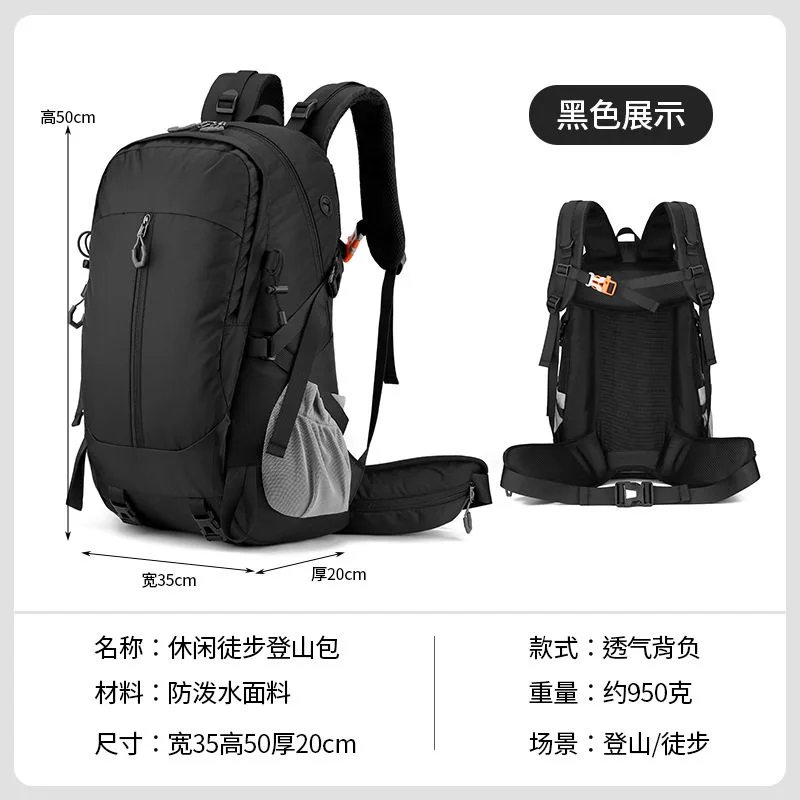 黑色展示
高50cm
宽35cm
厚20cm
名称：休闲徒步登山包
款式：透气背负
材料：防泼水面料
重量：约950克
尺寸：宽35高50厚20cm
场景：登山/徒步